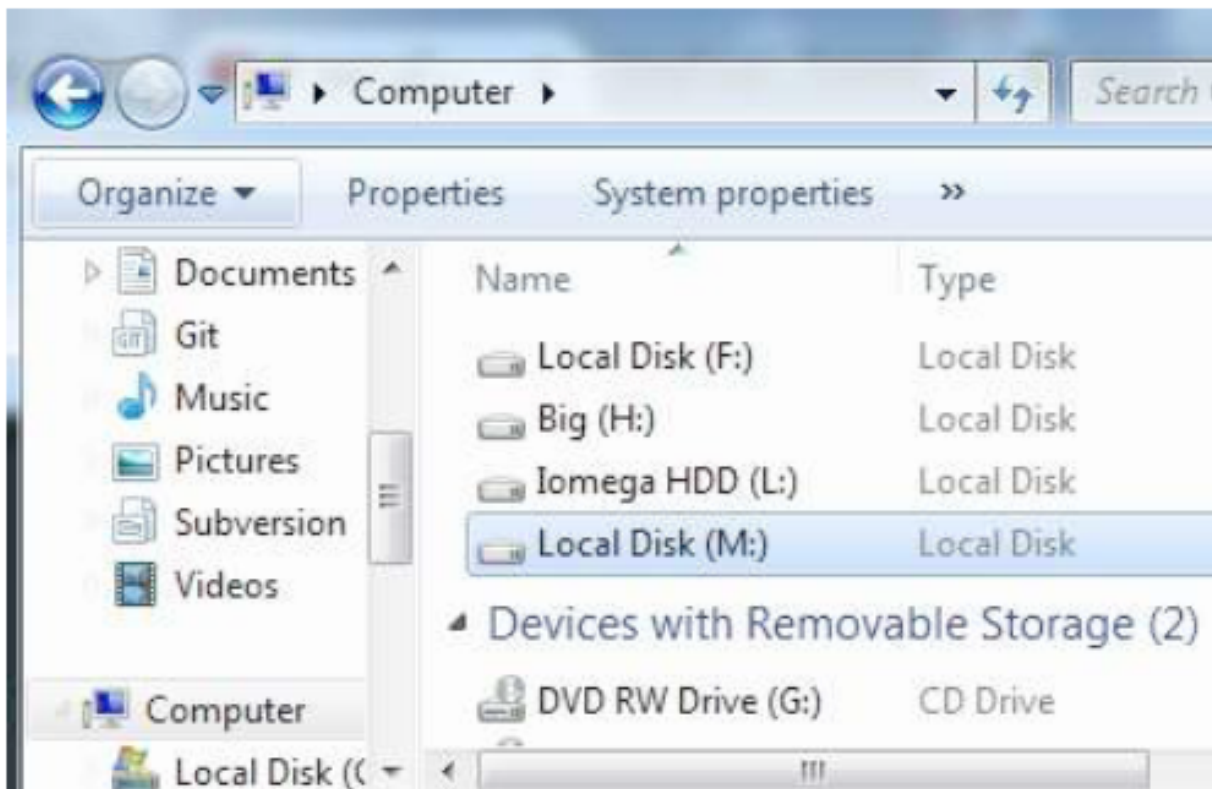 Computer
Search
Organize
Properties
System properties
»
Documents
Git
Music
Pictures
Subversion
Videos
Computer
Local Disk (C
Name
Type
Local Disk (F:)
Local Disk
Big (H:)
Local Disk
Iomega HDD (L:)
Local Disk
Local Disk (M:)
Local Disk
Devices with Removable Storage (2)
DVD RW Drive (G:)
CD Drive